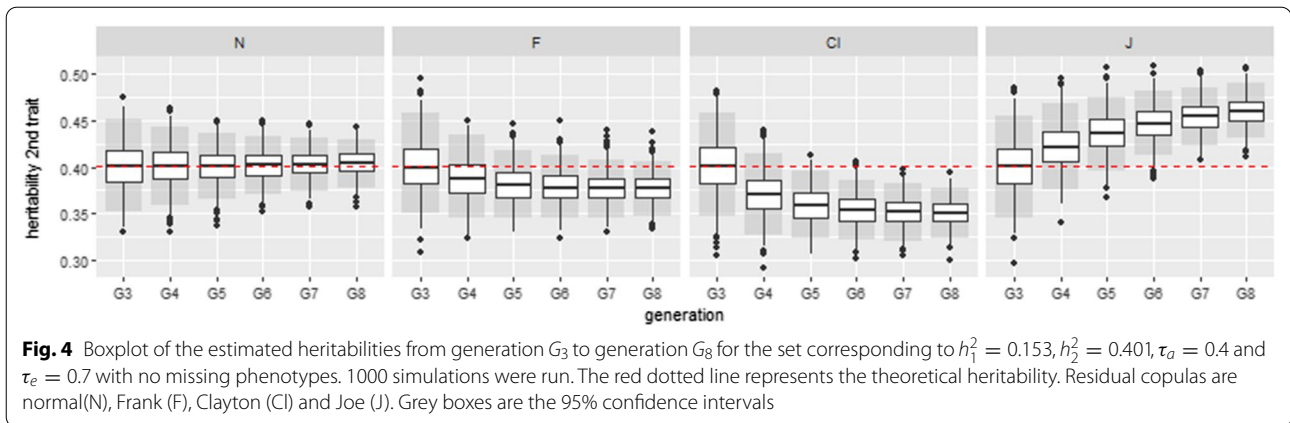 N F Cl J
0.50
0.45
0.40
0.35
0.30
heritability 2nd trait
G3 G4 G5 G6 G7 G8 G3 G4 G5 G6 G7 G8 G3 G4 G5 G6 G7 G8 G3 G4 G5 G6 G7 G8
generation
Fig. 4 Boxplot of the estimated heritabilities from generation G₃ to generation G₈ for the set corresponding to h₁² = 0.153, h₂² = 0.401, τₐ = 0.4 and
τₑ = 0.7 with no missing phenotypes. 1000 simulations were run. The red dotted line represents the theoretical heritability. Residual copulas are
normal(N), Frank (F), Clayton (Cl) and Joe (J). Grey boxes are the 95% confidence intervals